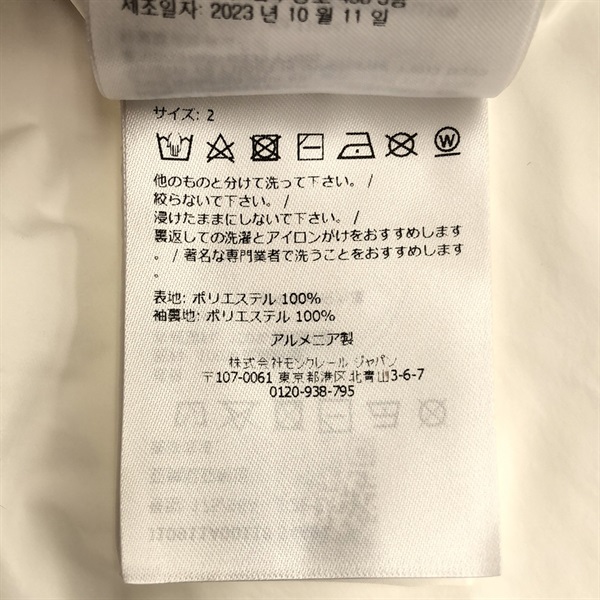 제조일자: 2023 년 10 월 11 일
サイズ: 2
W
他のものと分けて洗って下さい。 /
絞らないで下さい。 /
浸けたままにしないで下さい。 /
裏返しての洗濯とアイロンがけをおすすめします
。 / 著名な専門業者で洗うことをおすすめします
。
表地: ポリエステル 100%
袖裏地: ポリエステル 100%
アルメニア製
株式会社モンクレール ジャパン
〒107-0061 東京都港区北青山3-6-7
0120-938-795